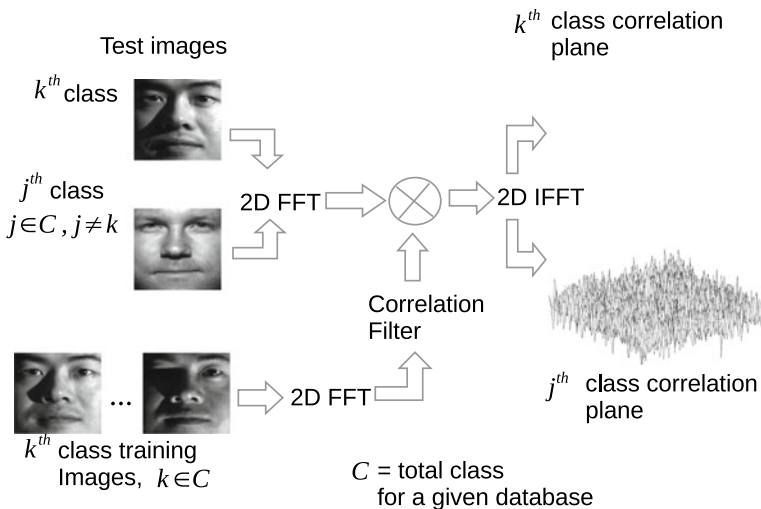 Test images
k^th class
j^th class
j∈C, j≠k
2D FFT
2D IFFT
k^th class correlation
plane
Correlation
Filter
j^th class correlation
plane
...
2D FFT
k^th class training
Images, k∈C
C = total class
for a given database